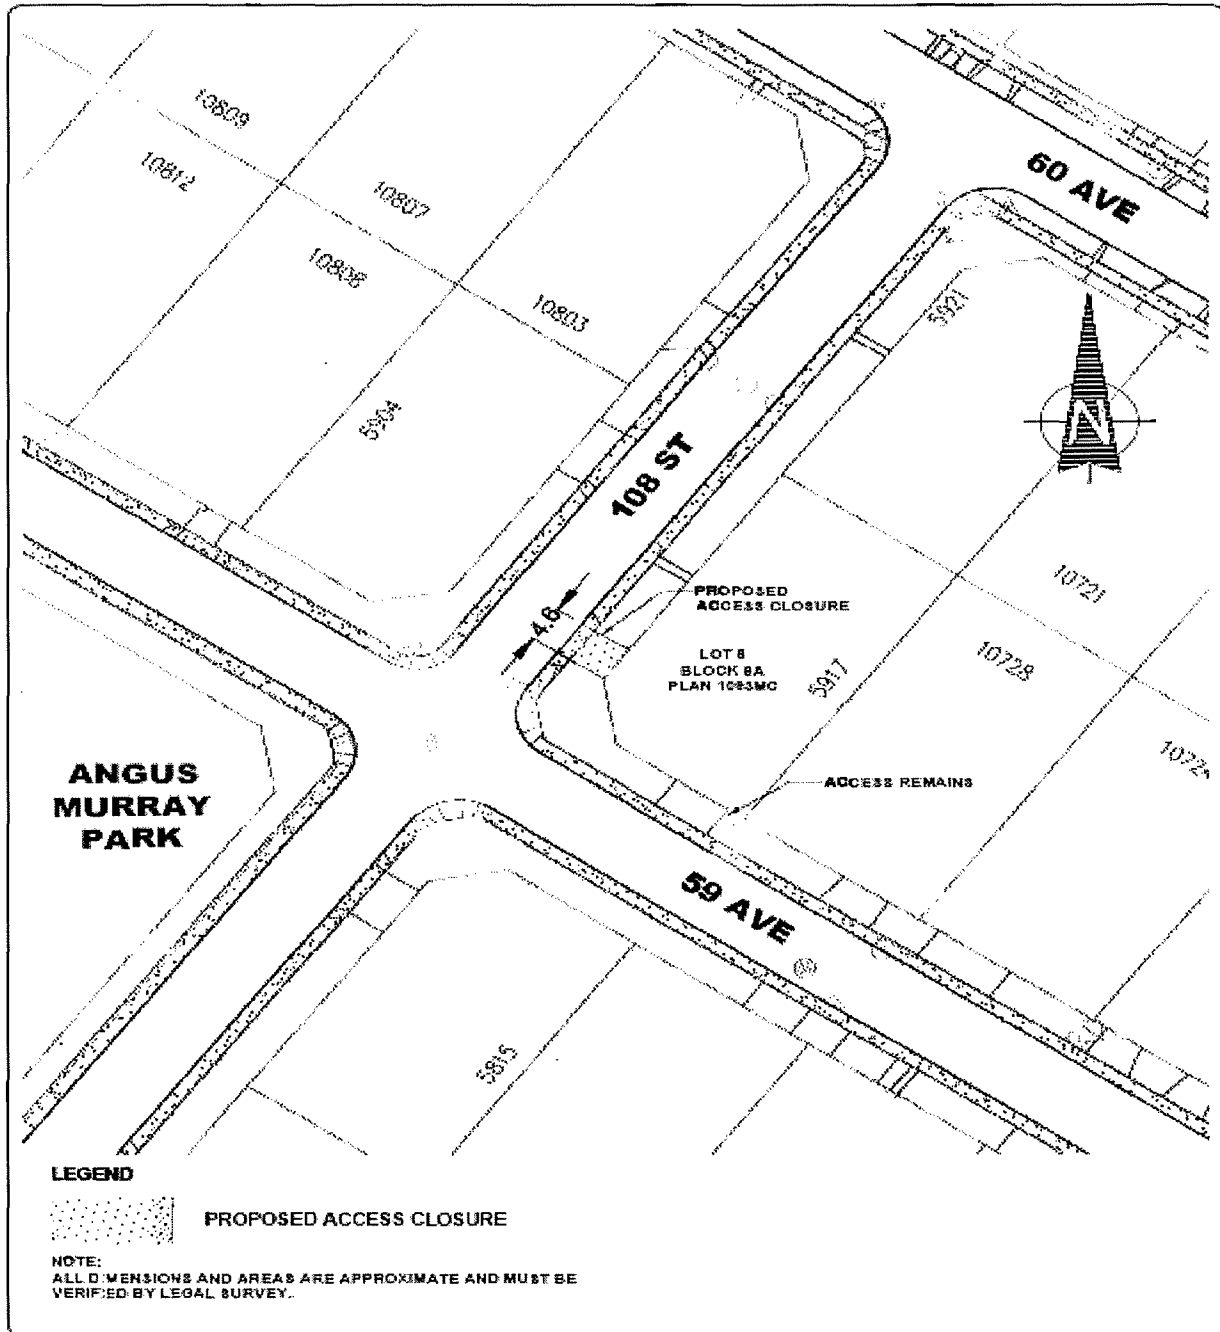 60 AVE
10809
10812
10807
10806
10803
5904
5921
N
108 ST
4.6
PROPOSED
ACCESS CLOSURE
LOT 8
BLOCK
PLAN
5917
10721
10728
ACCESS REMAINS
ANGUS
MURRAY
PARK
59 AVE
5815
LEGEND
PROPOSED ACCESS CLOSURE
NOTE:
ALL DIMENSIONS AND AREAS ARE APPROXIMATE AND MUST BE
VERIFIED BY LEGAL SURVEY.